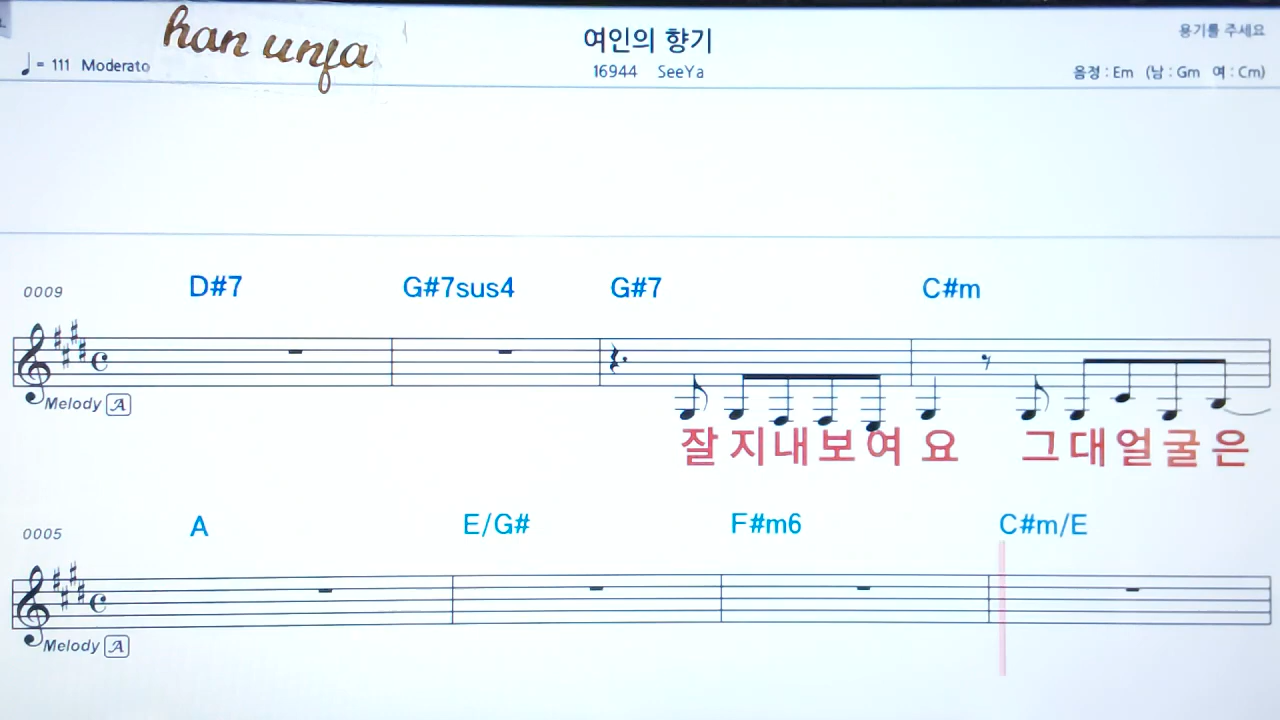 han unfa
여인의 향기
용기를 주세요
♩= 111 Moderato
16944 SeeYa
음정 : Em (남 : Gm 여 : Cm)
0009 D#7 G#7sus4 G#7 C#m
Melody A
잘 지내보여 요 그대얼굴은
0005 A E/G# F#m6 C#m/E
Melody A